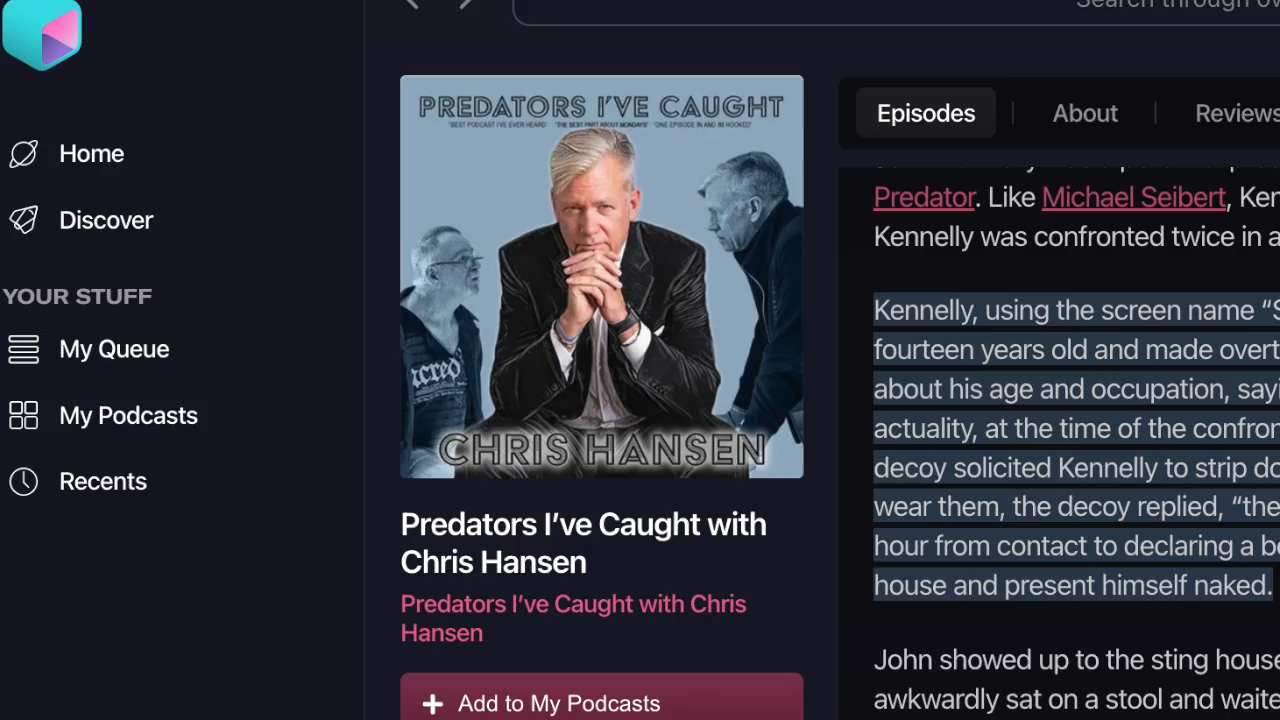 Search through ov
Home
Discover
YOUR STUFF
My Queue
My Podcasts
Recents
PREDATORS I'VE CAUGHT
"BEST PODCAST I'VE EVER HEARD "THE BEST PART ABOUT MONDAYS" "ONE EPISODE IN AND IM HOOKED"
CHRIS HANSEN
Predators I've Caught with
Chris Hansen
Predators I've Caught with Chris
Hansen
Add to My Podcasts
Episodes
About
Reviews
Predator. Like Michael Seibert, Ken
Kennelly was confronted twice in a
Kennelly, using the screen name “S
fourteen years old and made overt
about his age and occupation, sayi
actuality, at the time of the confron
decoy solicited Kennelly to strip do
wear them, the decoy replied, “the
hour from contact to declaring a be
house and present himself naked.
John showed up to the sting house
awkwardly sat on a stool and waite